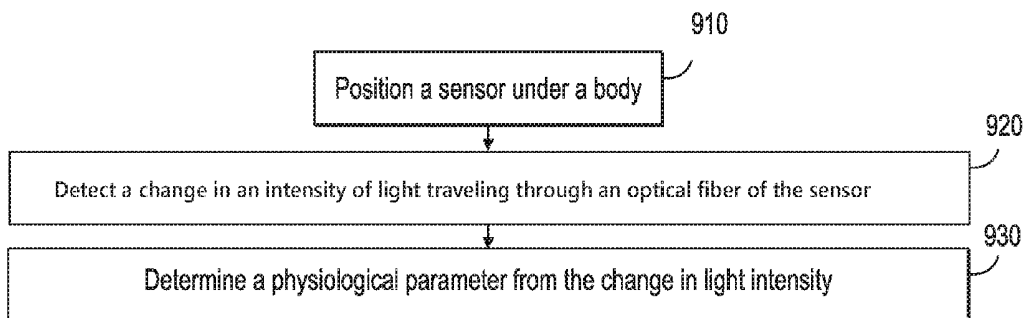 910
Position a sensor under a body
920
Detect a change in an intensity of light traveling through an optical fiber of the sensor
930
Determine a physiological parameter from the change in light intensity